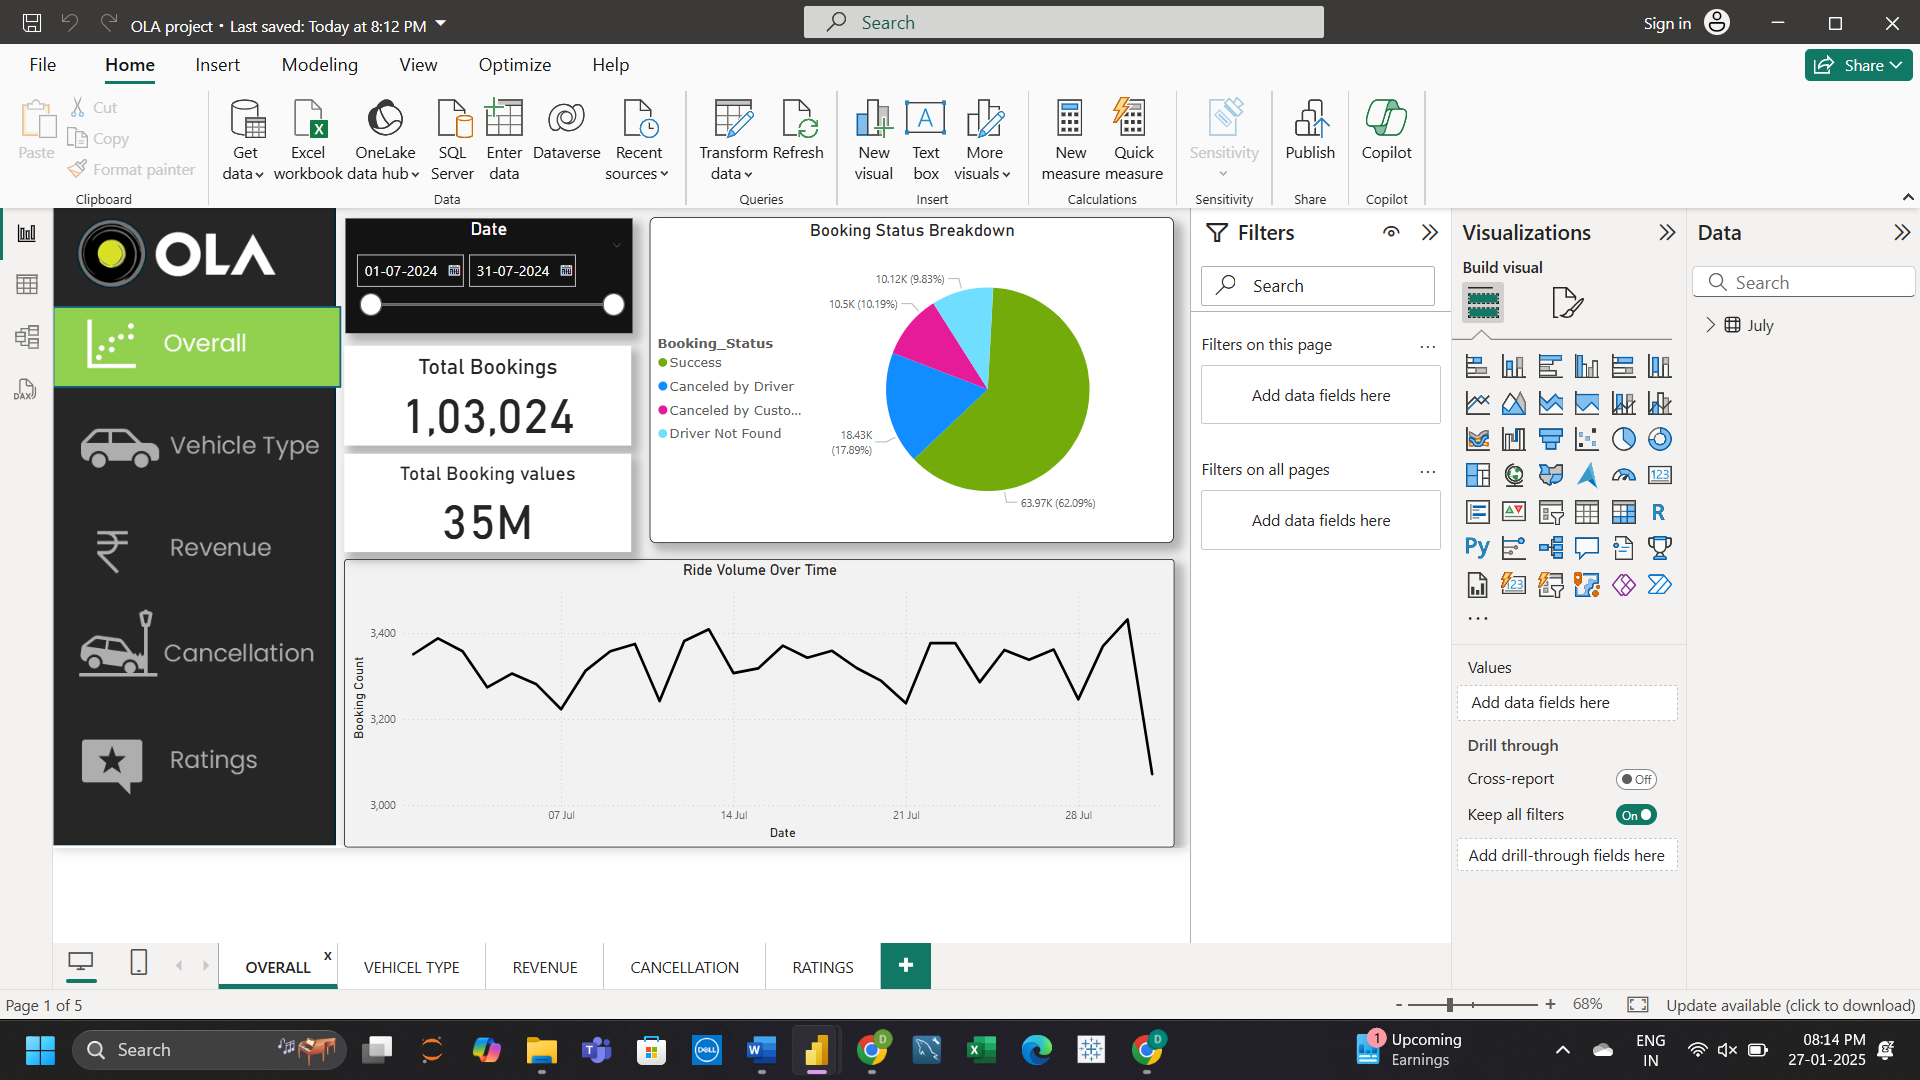 OLA project • Last saved: Today at 8:12 PM
Search
Sign in
File
Home
Insert
Modeling
View
Optimize
Help
Share
Paste
Cut
Copy
Format painter
Clipboard
Get data
Excel workbook
OneLake data hub
SQL Server
Enter data
Dataverse
Recent sources
Data
Transform data
Refresh
Queries
New visual
Text box
More visuals
Insert
New measure
Quick measure
Calculations
Sensitivity
Sensitivity
Publish
Share
Copilot
Copilot
DAX
OLA
Overall
Vehicle Type
Revenue
Cancellation
Ratings
Date
01-07-2024
31-07-2024
Total Bookings
1,03,024
Total Booking values
35M
Booking Status Breakdown
Booking_Status
Success
Canceled by Driver
Canceled by Custo...
Driver Not Found
10.12K (9.83%)
10.5K (10.19%)
18.43K
(17.89%)
63.97K (62.09%)
Ride Volume Over Time
Booking Count
3,400
3,200
3,000
07 Jul
14 Jul
21 Jul
28 Jul
Date
Filters
Search
Filters on this page
...
Add data fields here
Filters on all pages
...
Add data fields here
Visualizations
Build visual
123
R
Py
123
...
Values
Add data fields here
Drill through
Cross-report
Off
Keep all filters
On
Add drill-through fields here
Data
Search
July
OVERALL
x
VEHICEL TYPE
REVENUE
CANCELLATION
RATINGS
+
Page 1 of 5
- + 68%
Update available (click to download)
Search
DELL
D
D
1
Upcoming
Earnings
ENG
IN
08:14 PM
27-01-2025